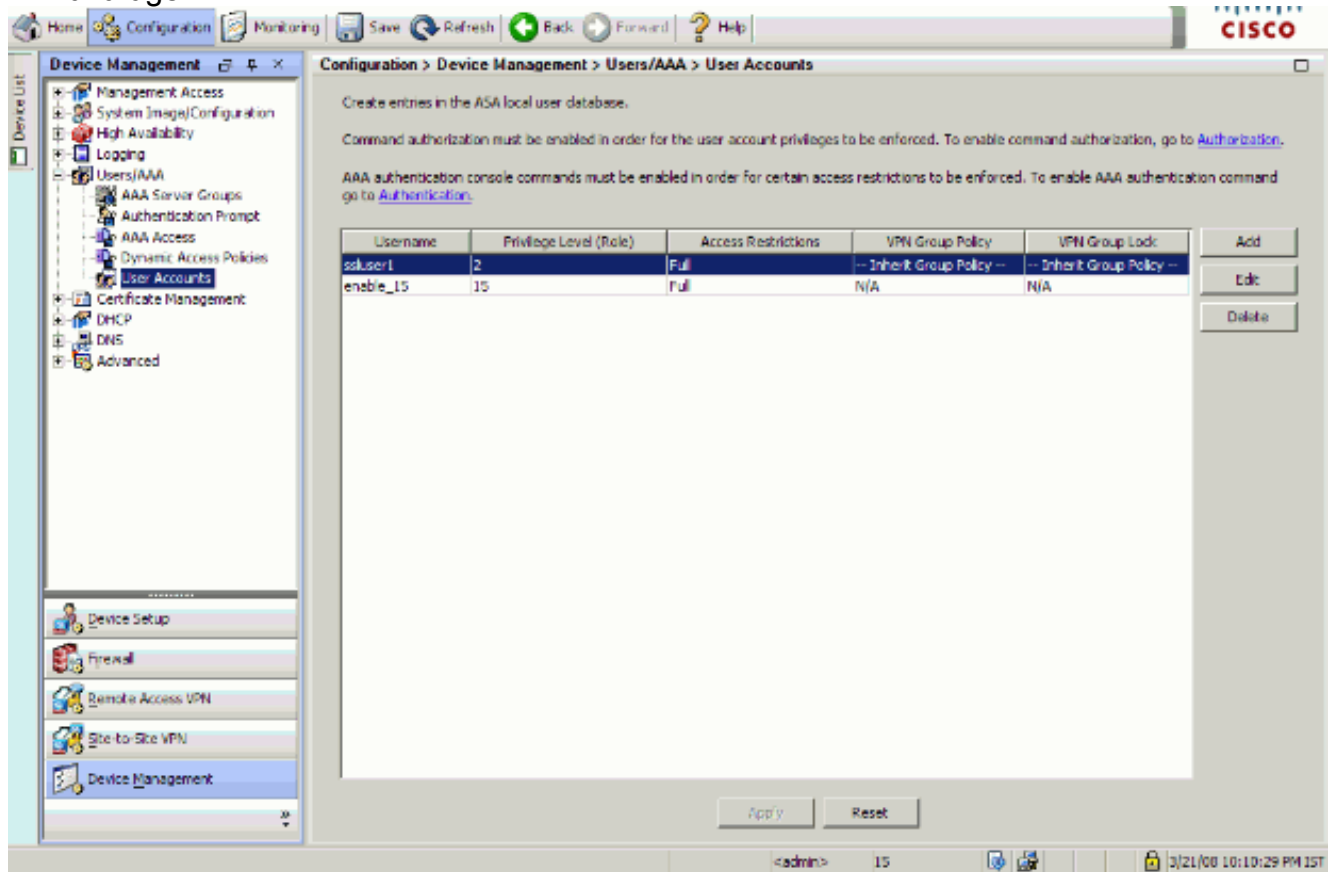 Home Configuration Monitoring Save Refresh Back Forward Help
CISCO
Device List
Device Management
Management Access
System Image/Configuration
High Availability
Logging
Users/AAA
AAA Server Groups
Authentication Prompt
AAA Access
Dynamic Access Policies
User Accounts
Certificate Management
DHCP
DNS
Advanced
Device Setup
Firewall
Remote Access VPN
Site-to-Site VPN
Device Management
Configuration > Device Management > Users/AAA > User Accounts
Create entries in the ASA local user database.
Command authorization must be enabled in order for the user account privileges to be enforced. To enable command authorization, go to Authorization.
AAA authentication console commands must be enabled in order for certain access restrictions to be enforced. To enable AAA authentication command
go to Authentication.
Username Privilege Level (Role) Access Restrictions VPN Group Policy VPN Group Lock
ssluser1 2 Full -- Inherit Group Policy -- -- Inherit Group Policy --
enable_15 15 Full N/A N/A
Add
Edit
Delete
Apply Reset
<admin> 15 3/21/08 10:10:29 PM IST